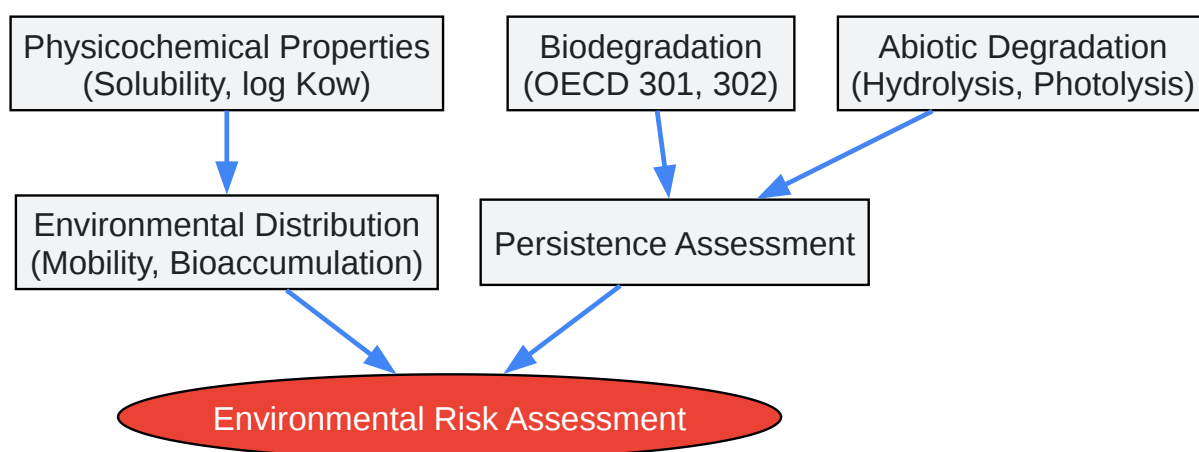 Physicochemical Properties
(Solubility, log Kow)
Biodegradation
(OECD 301, 302)
Abiotic Degradation
(Hydrolysis, Photolysis)
Environmental Distribution
(Mobility, Bioaccumulation)
Persistence Assessment
Environmental Risk Assessment